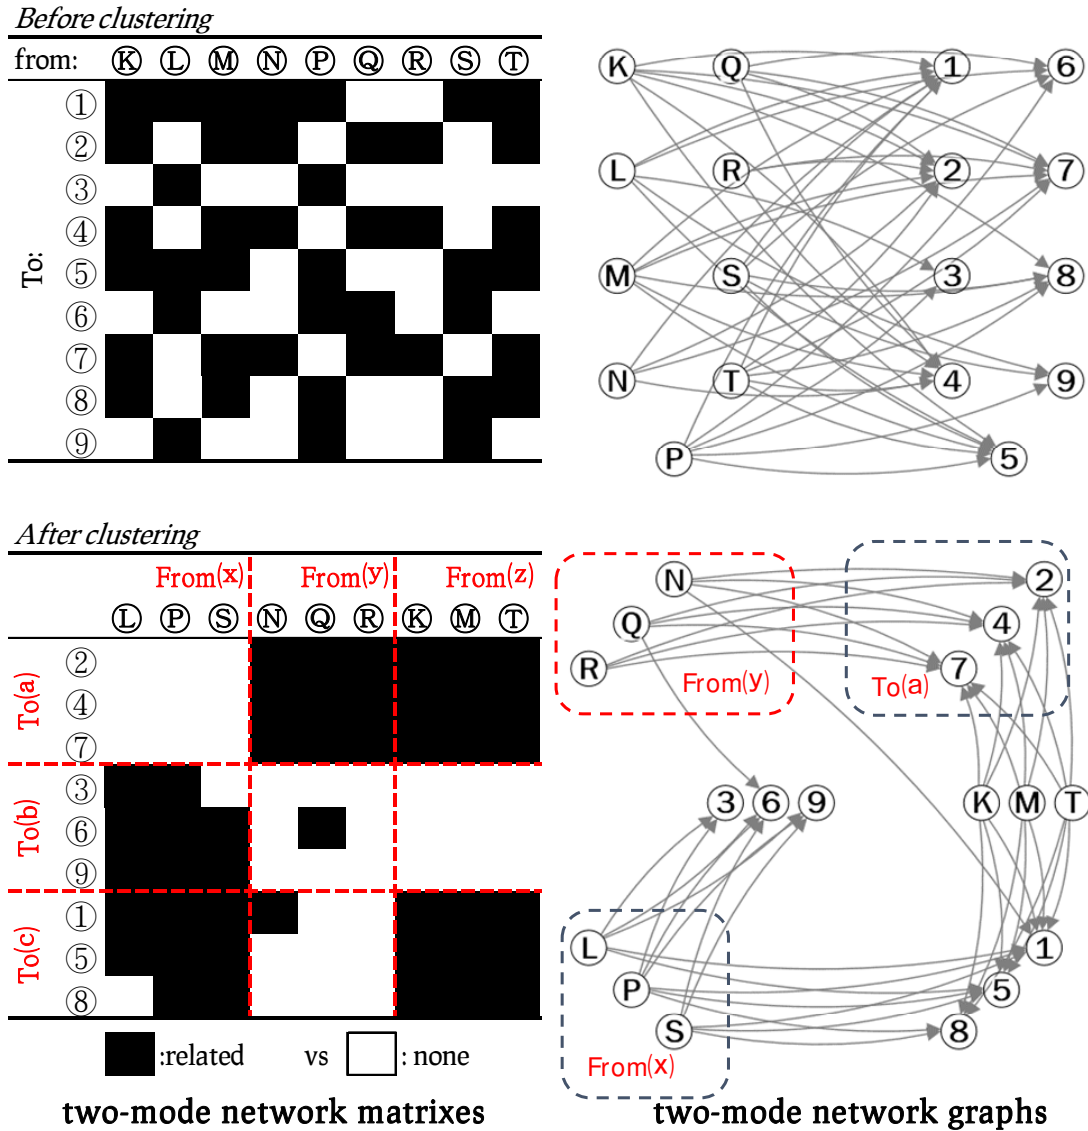 Before clustering
from: Ⓚ Ⓛ Ⓜ Ⓝ Ⓟ Ⓠ Ⓡ Ⓢ Ⓣ
To:
①
②
③
④
⑤
⑥
⑦
⑧
⑨
K Q 1 6
L R 2 7
M S 3 8
N T 4 9
P 5
After clustering
From(x) From(y) From(z)
Ⓛ Ⓟ Ⓢ Ⓝ Ⓠ Ⓡ Ⓚ Ⓜ Ⓣ
To(a)
②
④
⑦
To(b)
③
⑥
⑨
To(c)
①
⑤
⑧
N 2
Q 4
R 7
From(y) To(a)
3 6 9 K M T
L 1
P 5
S 8
From(x)
:related vs : none
two-mode network matrixes
two-mode network graphs